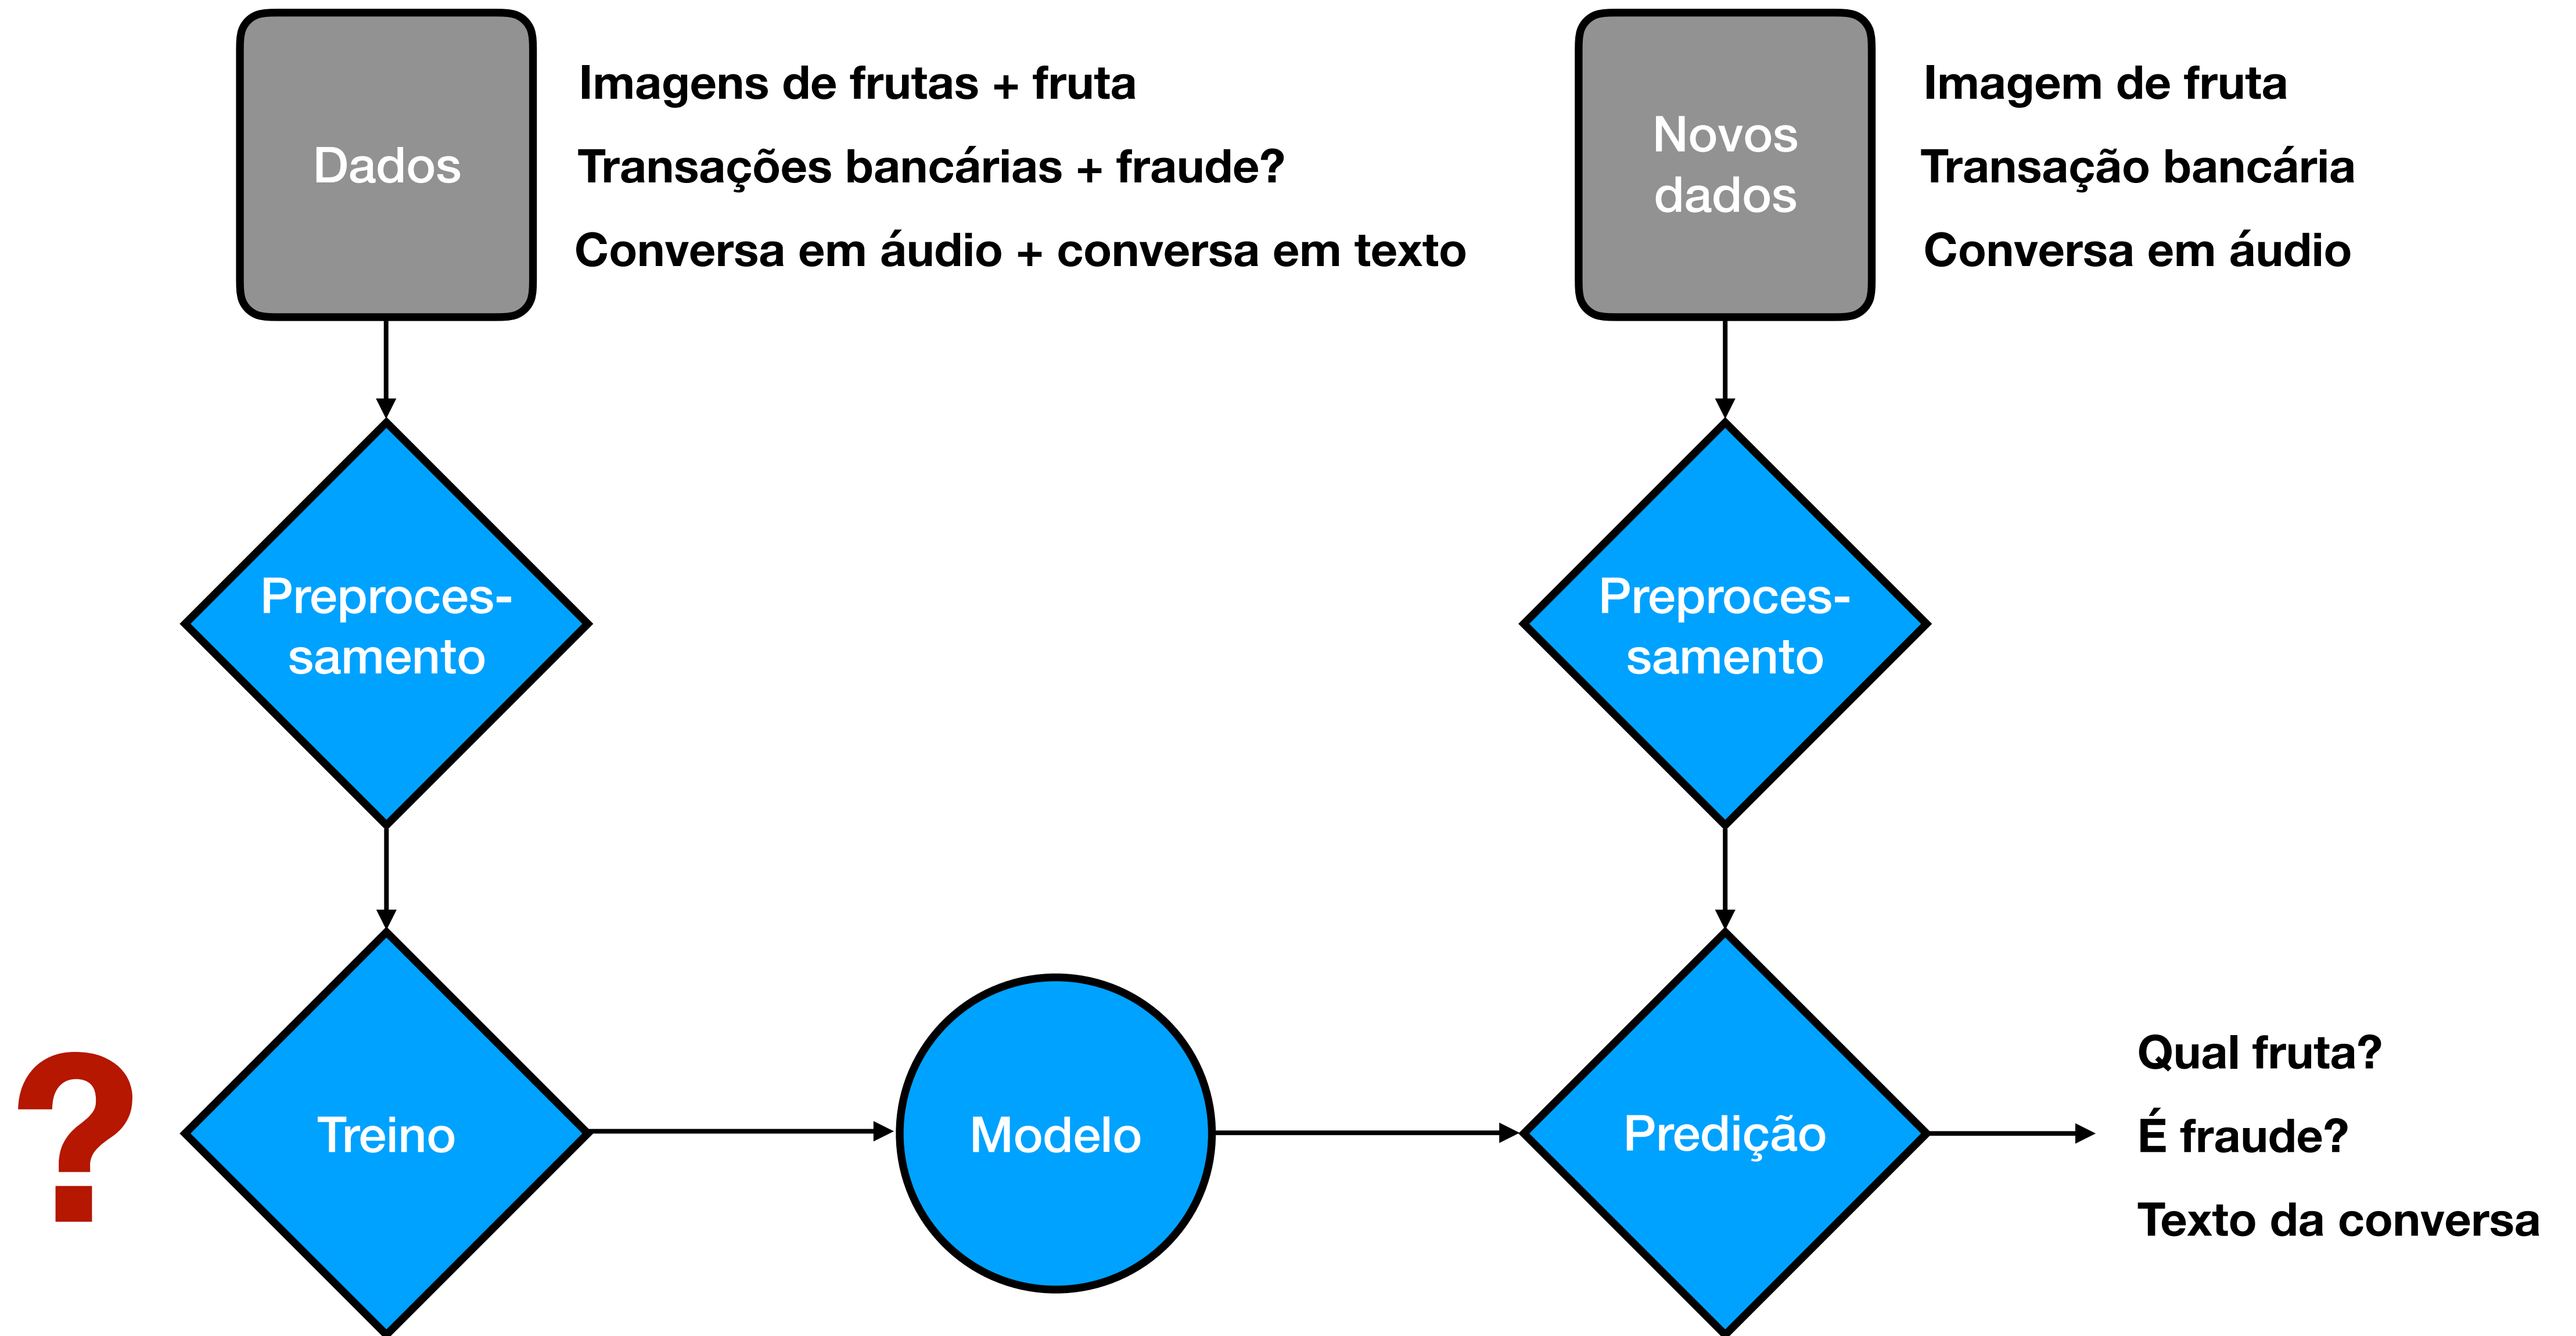 Dados
Imagens de frutas + fruta
Transações bancárias + fraude?
Conversa em áudio + conversa em texto
Novos
dados
Imagem de fruta
Transação bancária
Conversa em áudio
Preproces-
samento
Preproces-
samento
?
Treino
Modelo
Predição
Qual fruta?
É fraude?
Texto da conversa